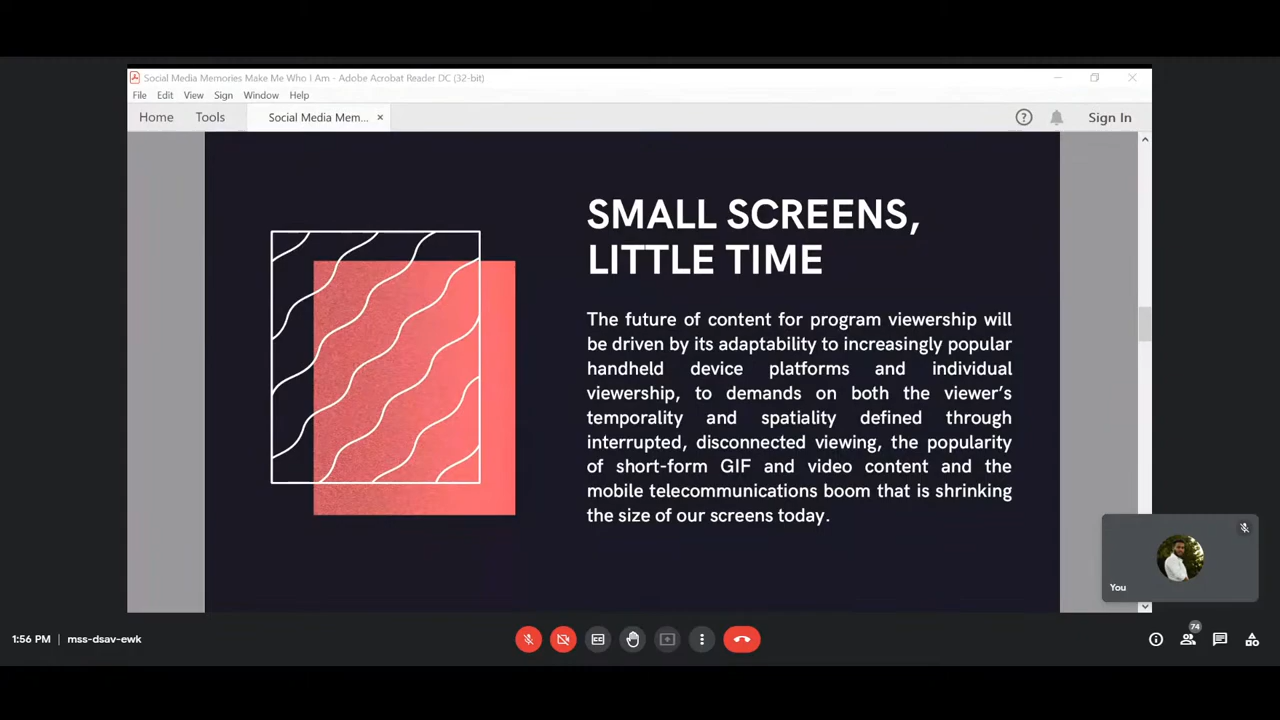 Social Media Memories Make Me Who I Am - Adobe Acrobat Reader DC (32-bit)
File Edit View Sign Window Help
Home Tools Social Media Mem... × Sign In
SMALL SCREENS,
LITTLE TIME
The future of content for program viewership will
be driven by its adaptability to increasingly popular
handheld device platforms and individual
viewership, to demands on both the viewer's
temporality and spatiality defined through
interrupted, disconnected viewing, the popularity
of short-form GIF and video content and the
mobile telecommunications boom that is shrinking
the size of our screens today.
You
1:56 PM | mss-dsav-ewk
CC
74